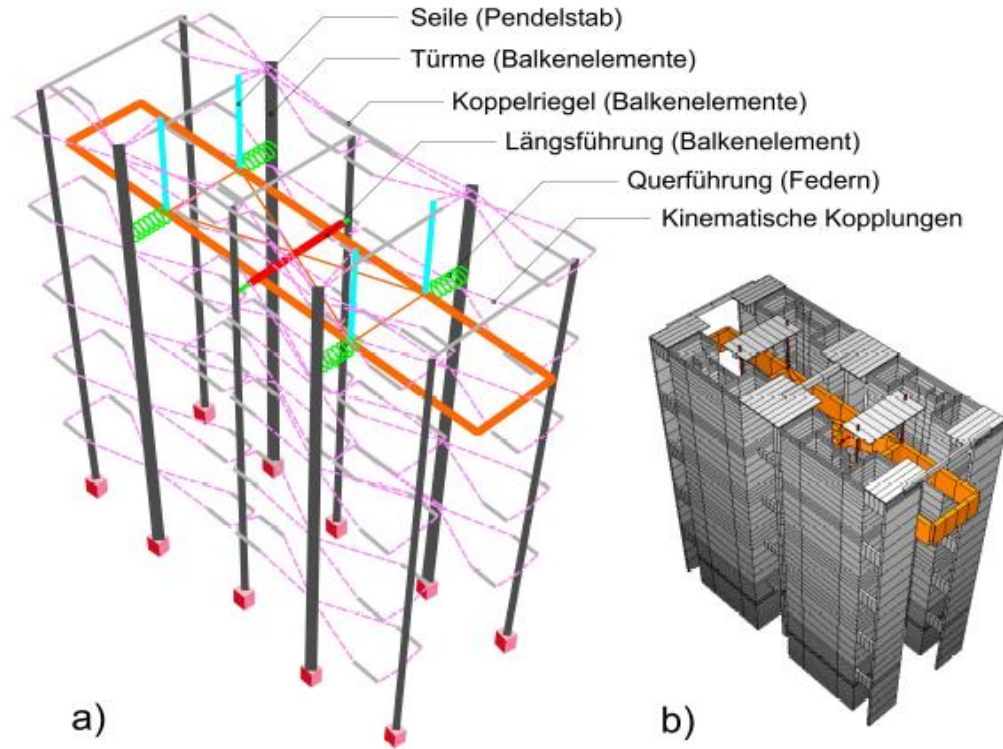 Seile (Pendelstab)
Türme (Balkenelemente)
Koppelriegel (Balkenelemente)
Längsführung (Balkenelement)
Querführung (Federn)
Kinematische Kopplungen
a)
b)